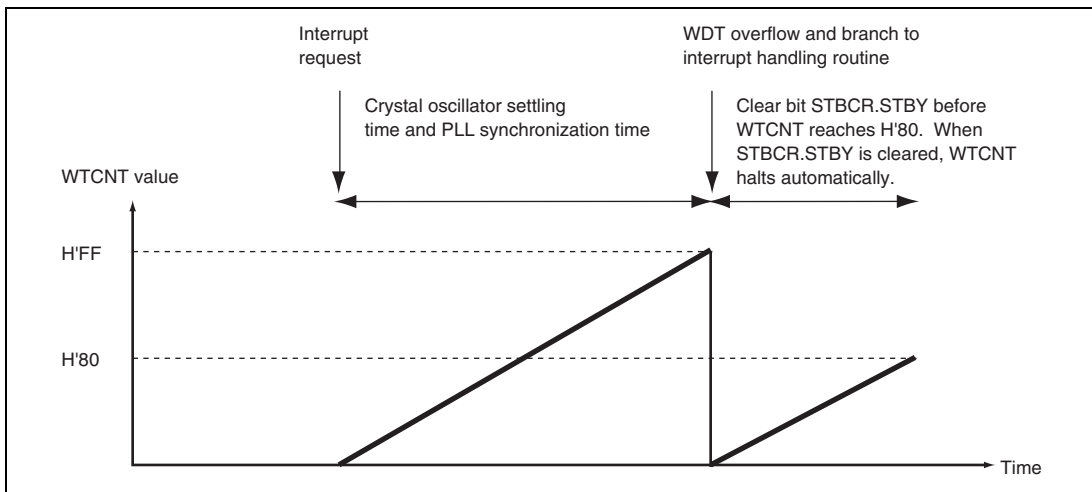 Interrupt
request
WDT overflow and branch to
interrupt handling routine
Crystal oscillator settling
time and PLL synchronization time
Clear bit STBCR.STBY before
WTCNT reaches H'80.  When
STBCR.STBY is cleared, WTCNT
halts automatically.
WTCNT value
H'FF
H'80
Time